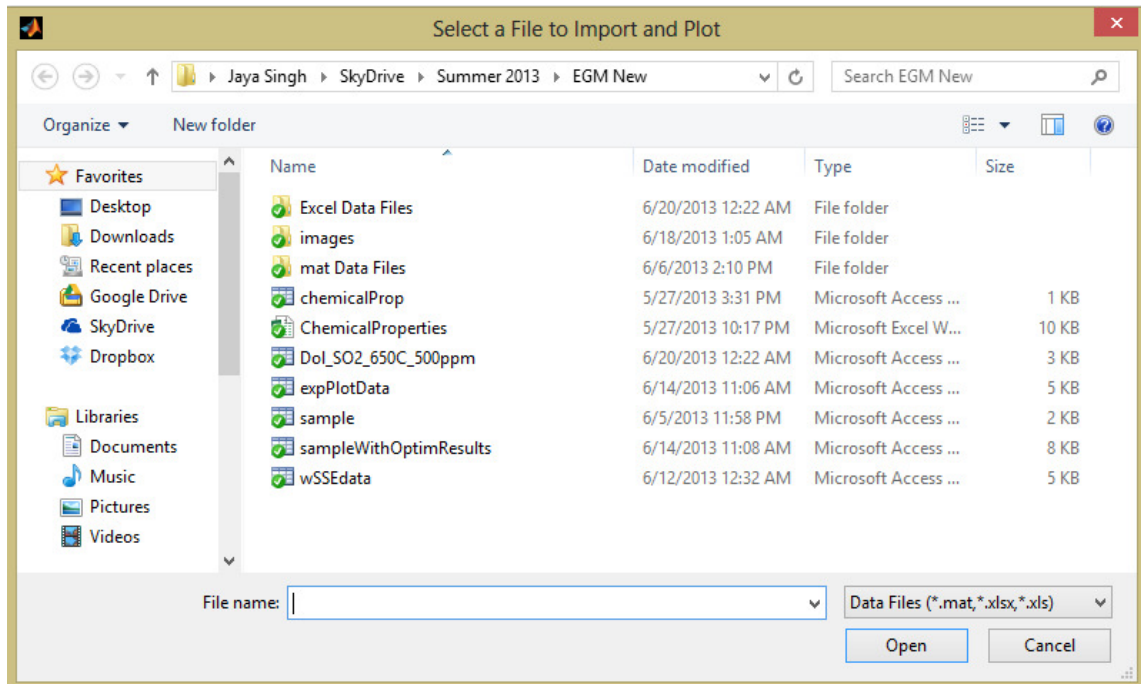 Select a File to Import and Plot
Jaya Singh SkyDrive Summer 2013 EGM New Search EGM New
Organize New folder
Favorites
Desktop
Downloads
Recent places
Google Drive
SkyDrive
Dropbox
Libraries
Documents
Music
Pictures
Videos
Name Date modified Type Size
Excel Data Files 6/20/2013 12:22 AM File folder
images 6/18/2013 1:05 AM File folder
mat Data Files 6/6/2013 2:10 PM File folder
chemicalProp 5/27/2013 3:31 PM Microsoft Access ... 1 KB
ChemicalProperties 5/27/2013 10:17 PM Microsoft Excel W... 10 KB
Dol_SO2_650C_500ppm 6/20/2013 12:22 AM Microsoft Access ... 3 KB
expPlotData 6/14/2013 11:06 AM Microsoft Access ... 5 KB
sample 6/5/2013 11:58 PM Microsoft Access ... 2 KB
sampleWithOptimResults 6/14/2013 11:08 AM Microsoft Access ... 8 KB
wSSEdata 6/12/2013 12:32 AM Microsoft Access ... 5 KB
File name: Data Files (*.mat,*.xlsx,*.xls)
Open Cancel